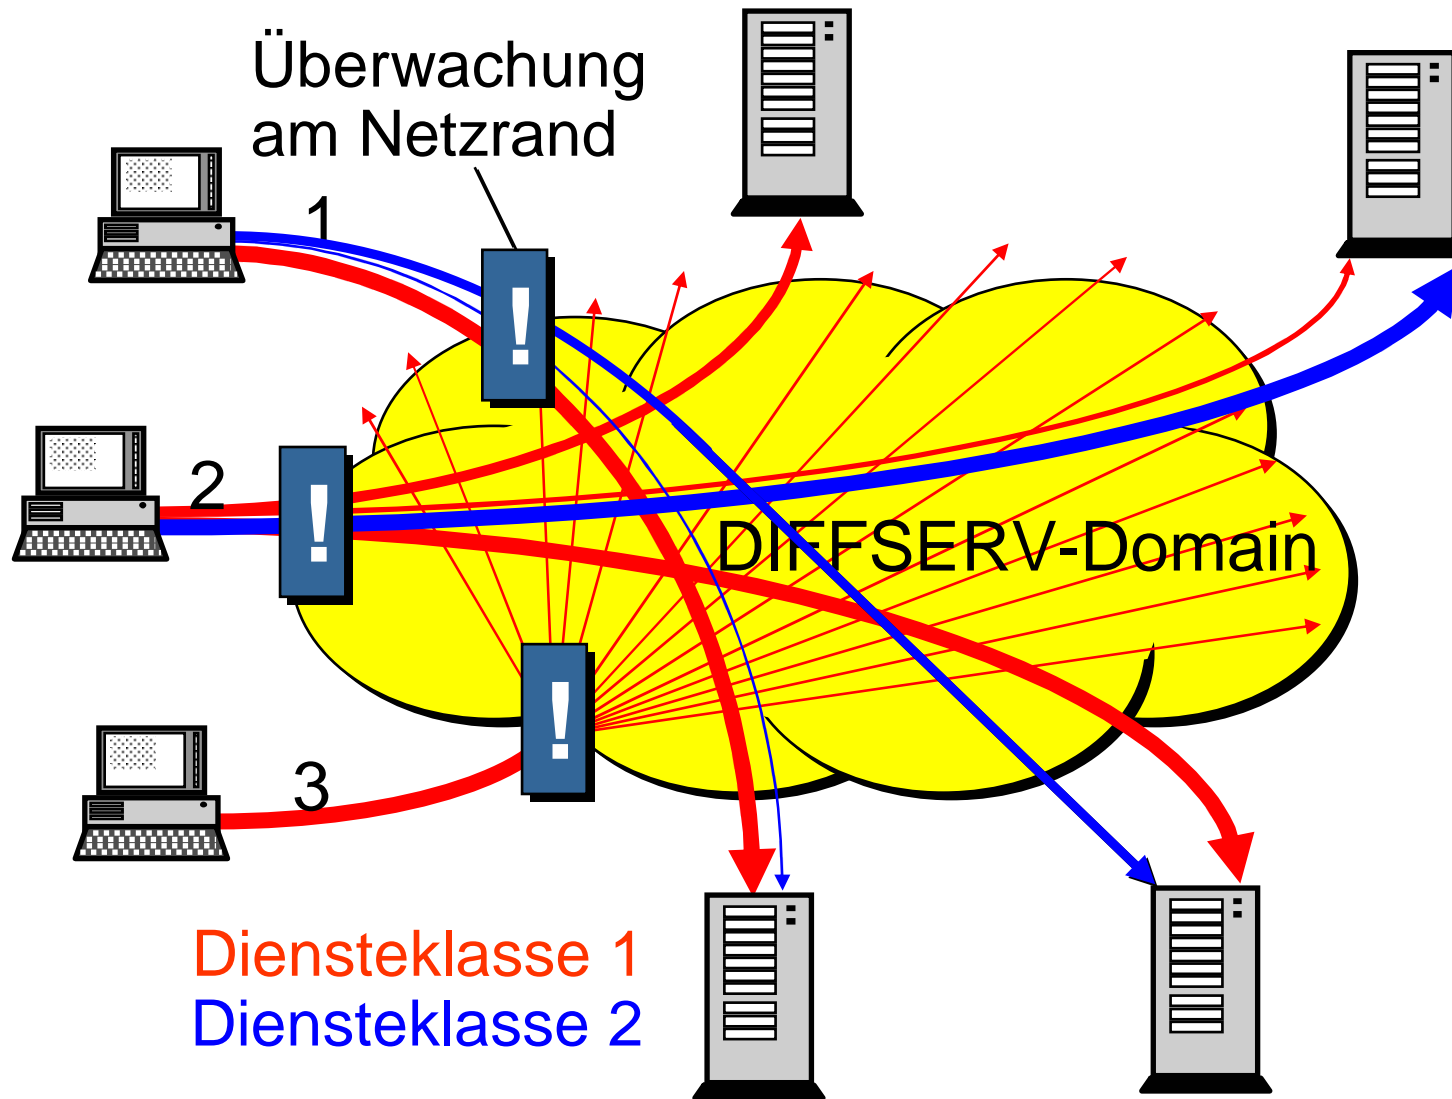 Überwachung
am Netzrand
1
!
2
!
DIFFSERV-Domain
!
3
Diensteklasse 1
Diensteklasse 2